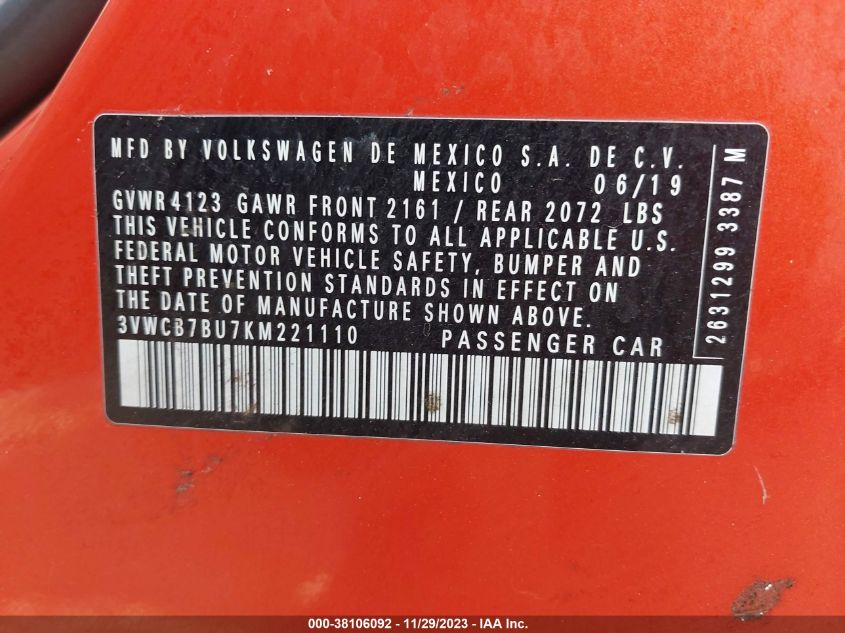 MFD BY VOLKSWAGEN DE MEXICO S.A. DE C.V.
MEXICO 06/19
GVWR 4123 GAWR FRONT 2161 / REAR 2072 LBS
THIS VEHICLE CONFORMS TO ALL APPLICABLE U.S.
FEDERAL MOTOR VEHICLE SAFETY, BUMPER AND
THEFT PREVENTION STANDARDS IN EFFECT ON
THE DATE OF MANUFACTURE SHOWN ABOVE.
3VWCB7BU7KM221110 PASSENGER CAR
2631299 3387 M
000-38106092 - 11/29/2023 - IAA Inc.